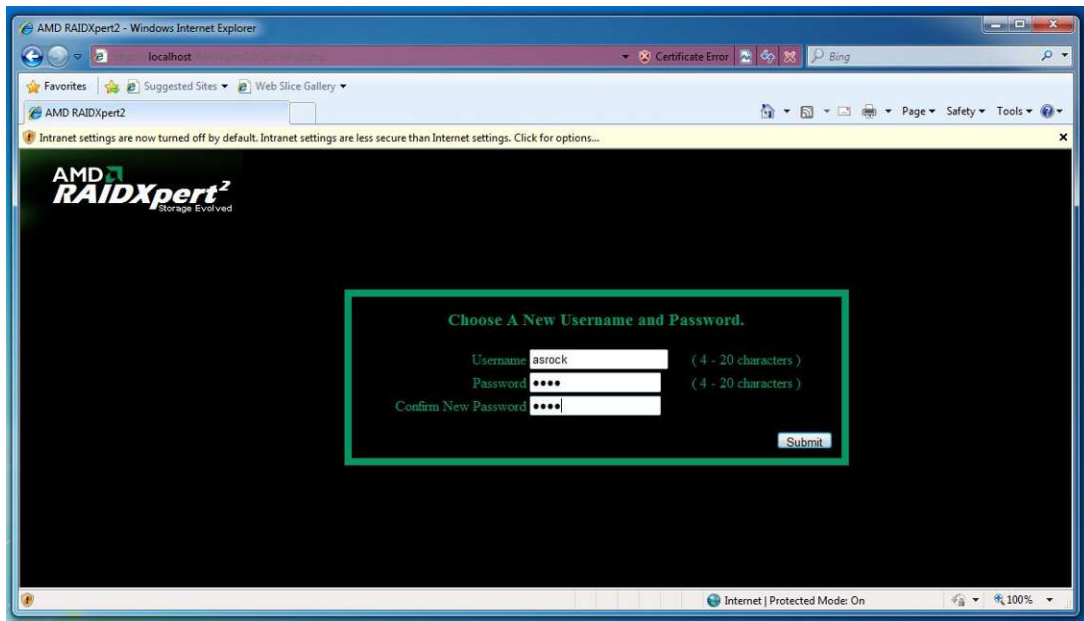 AMD RAIDXpert2 - Windows Internet Explorer
localhost
Certificate Error
Bing
Favorites
Suggested Sites
Web Slice Gallery
AMD RAIDXpert2
Page
Safety
Tools
Intranet settings are now turned off by default. Intranet settings are less secure than Internet settings. Click for options...
AMD
RAIDXpert2
Storage Evolved
Choose A New Username and Password.
Username asrock ( 4 - 20 characters )
Password •••• ( 4 - 20 characters )
Confirm New Password ••••
Submit
Internet | Protected Mode: On
100%